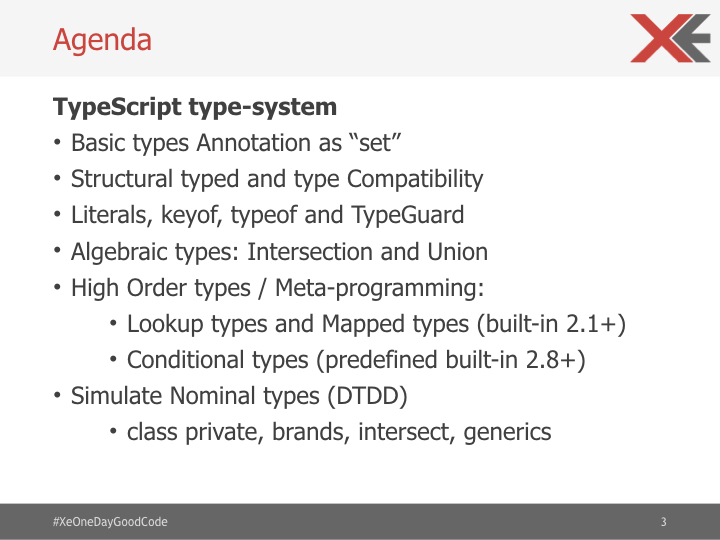 Agenda
XE
TypeScript type-system
• Basic types Annotation as “set”
• Structural typed and type Compatibility
• Literals, keyof, typeof and TypeGuard
• Algebraic types: Intersection and Union
• High Order types / Meta-programming:
• Lookup types and Mapped types (built-in 2.1+)
• Conditional types (predefined built-in 2.8+)
• Simulate Nominal types (DTDD)
• class private, brands, intersect, generics
#XeOneDayGoodCode
3